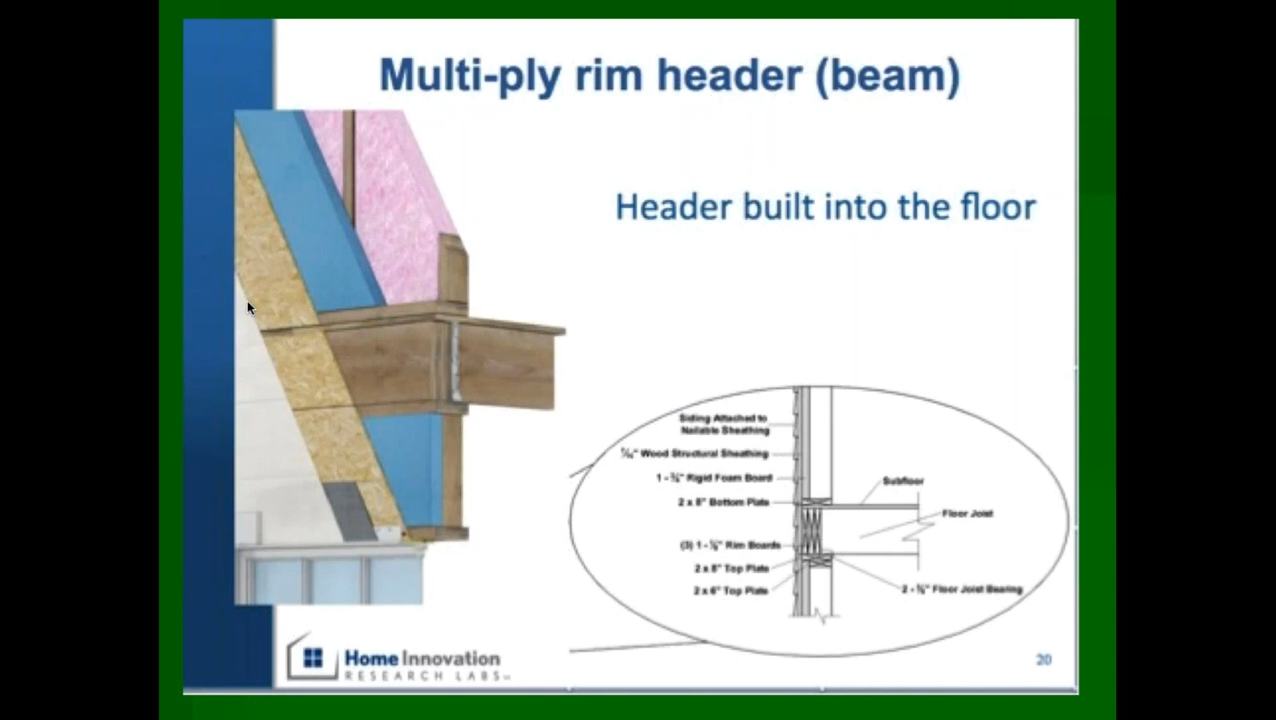 Multi-ply rim header (beam)
Header built into the floor
Siding Attached to
Nailable Sheathing
7/16" Wood Structural Sheathing
Rigid Foam Board
2 x 8" Bottom Plate
Subfloor
Floor Joist
Rim Boards
2 x 8" Top Plate
2 x 6" Top Plate
Floor Joist Bearing
Home Innovation
RESEARCH LABS
20